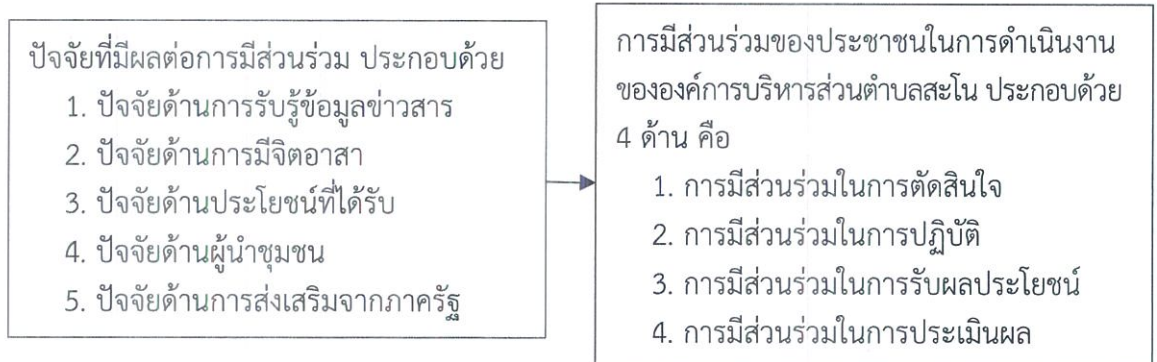 ปัจจัยที่มีผลต่อการมีส่วนร่วม ประกอบด้วย
1. ปัจจัยด้านการรับรู้ข้อมูลข่าวสาร
2. ปัจจัยด้านการมีจิตอาสา
3. ปัจจัยด้านประโยชน์ที่ได้รับ
4. ปัจจัยด้านผู้นำชุมชน
5. ปัจจัยด้านการส่งเสริมจากภาครัฐ
การมีส่วนร่วมของประชาชนในการดำเนินงาน
ขององค์การบริหารส่วนตำบลสะโน ประกอบด้วย
4 ด้าน คือ
1. การมีส่วนร่วมในการตัดสินใจ
2. การมีส่วนร่วมในการปฏิบัติ
3. การมีส่วนร่วมในการรับผลประโยชน์
4. การมีส่วนร่วมในการประเมินผล